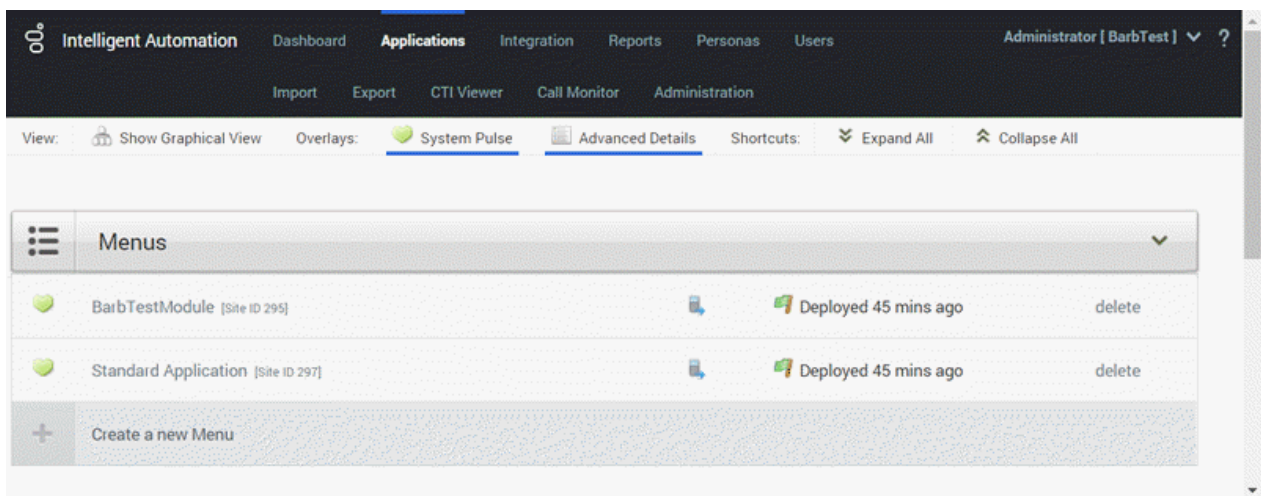 Intelligent Automation Dashboard Applications Integration Reports Personas Users Administrator [ BarbTest ] ?
Import Export CTI Viewer Call Monitor Administration
View: Show Graphical View Overlays: System Pulse Advanced Details Shortcuts: Expand All Collapse All
Menus
BarbTestModule [Site ID 295] Deployed 45 mins ago delete
Standard Application [Site ID 297] Deployed 45 mins ago delete
Create a new Menu